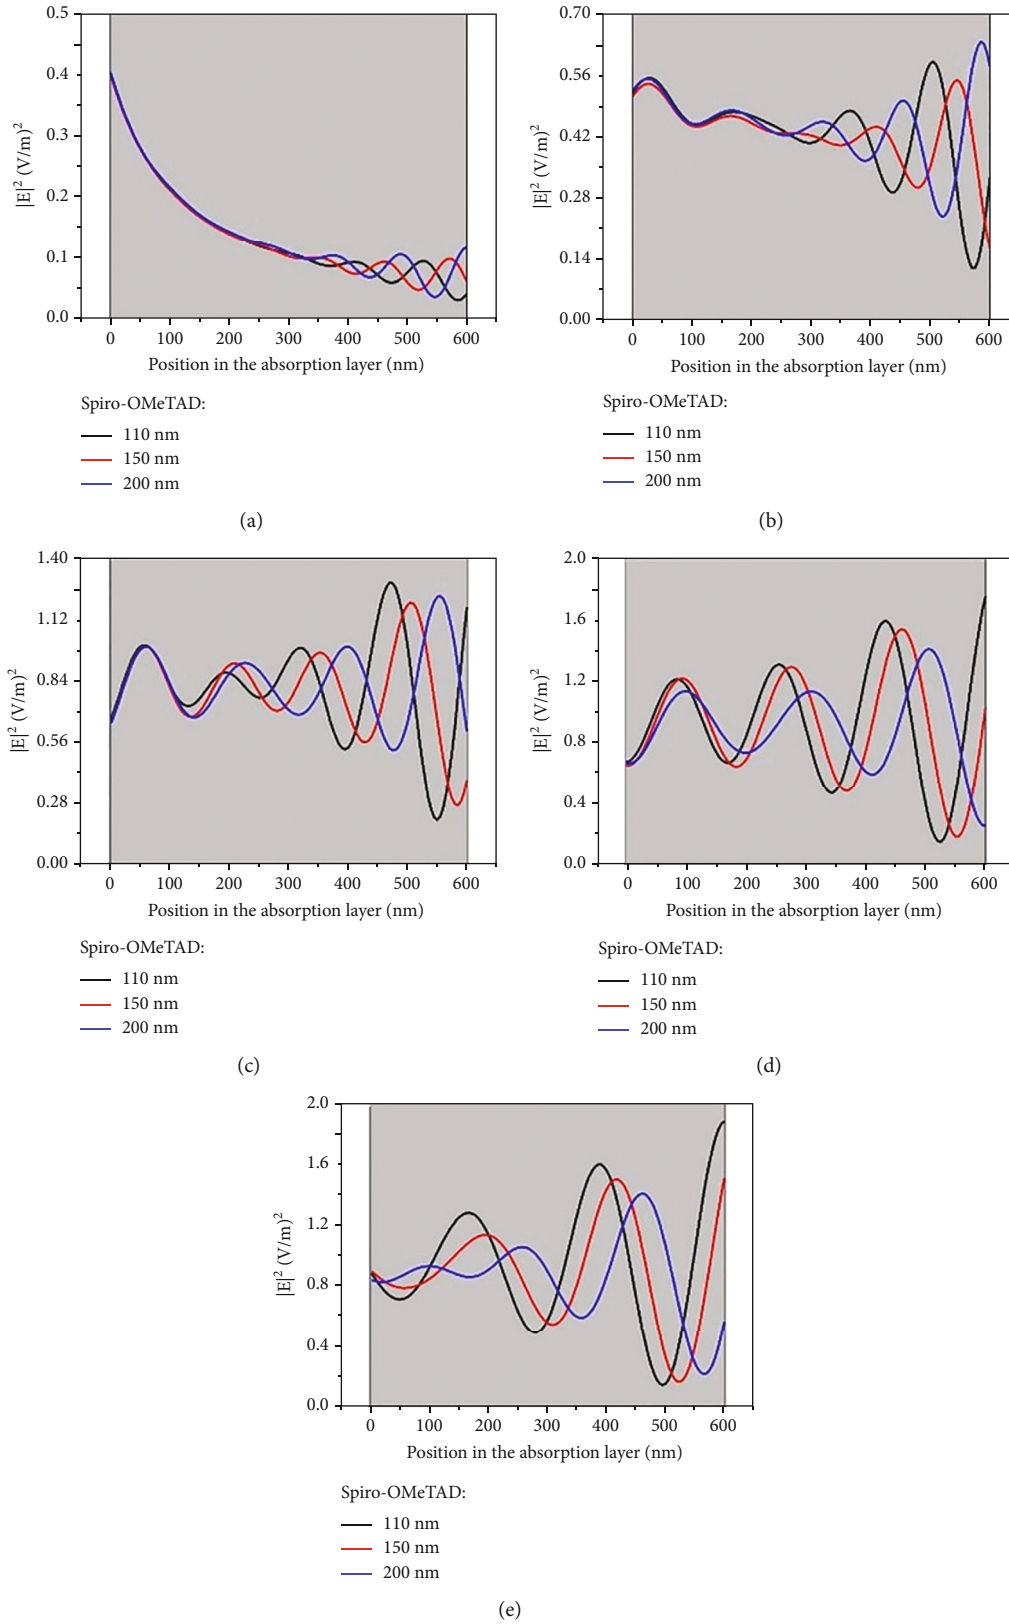 0.5
0.4
0.3
0.2
0.1
0.0
|E|² (V/m)²
0 100 200 300 400 500 600
Position in the absorption layer (nm)
Spiro-OMeTAD:
110 nm
150 nm
200 nm
(a)
0.70
0.56
0.42
0.28
0.14
0.00
|E|² (V/m)²
0 100 200 300 400 500 600
Position in the absorption layer (nm)
Spiro-OMeTAD:
110 nm
150 nm
200 nm
(b)
1.40
1.12
0.84
0.56
0.28
0.00
|E|² (V/m)²
0 100 200 300 400 500 600
Position in the absorption layer (nm)
Spiro-OMeTAD:
110 nm
150 nm
200 nm
(c)
2.0
1.6
1.2
0.8
0.4
0.0
|E|² (V/m)²
0 100 200 300 400 500 600
Position in the absorption layer (nm)
Spiro-OMeTAD:
110 nm
150 nm
200 nm
(d)
2.0
1.6
1.2
0.8
0.4
0.0
|E|² (V/m)²
0 100 200 300 400 500 600
Position in the absorption layer (nm)
Spiro-OMeTAD:
110 nm
150 nm
200 nm
(e)